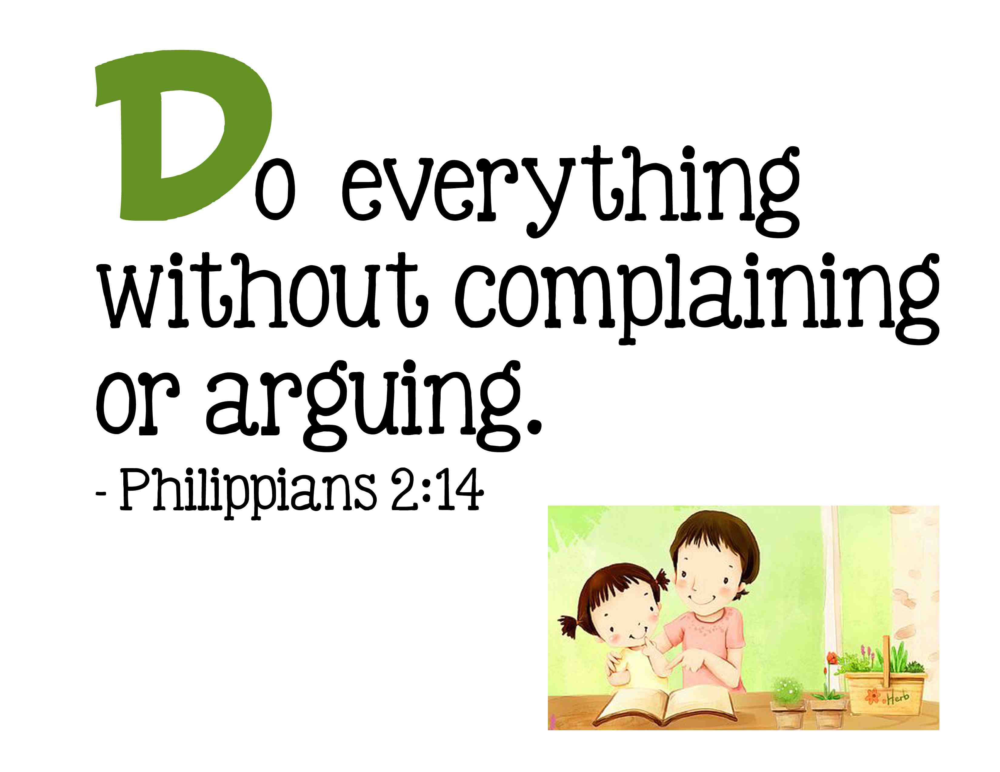 Do everything
without complaining
or arguing.
- Philippians 2:14
Herb